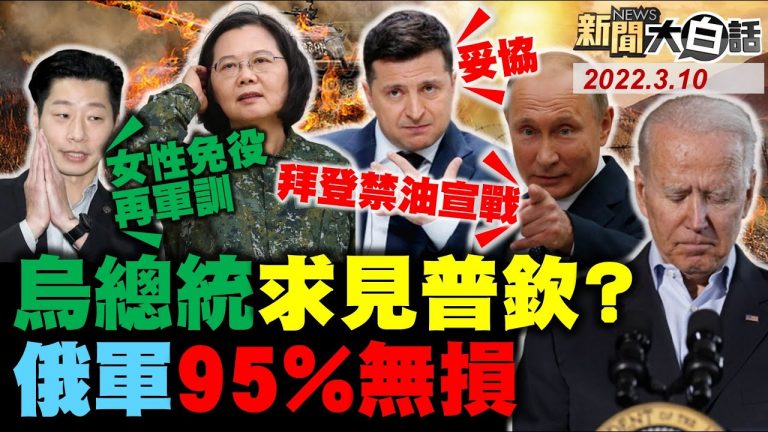 NEWS
新聞大白話
2022.3.10
妥協
女性免役
再軍訓
拜登禁油宣戰
烏總統求見普欽?
俄軍95%無損